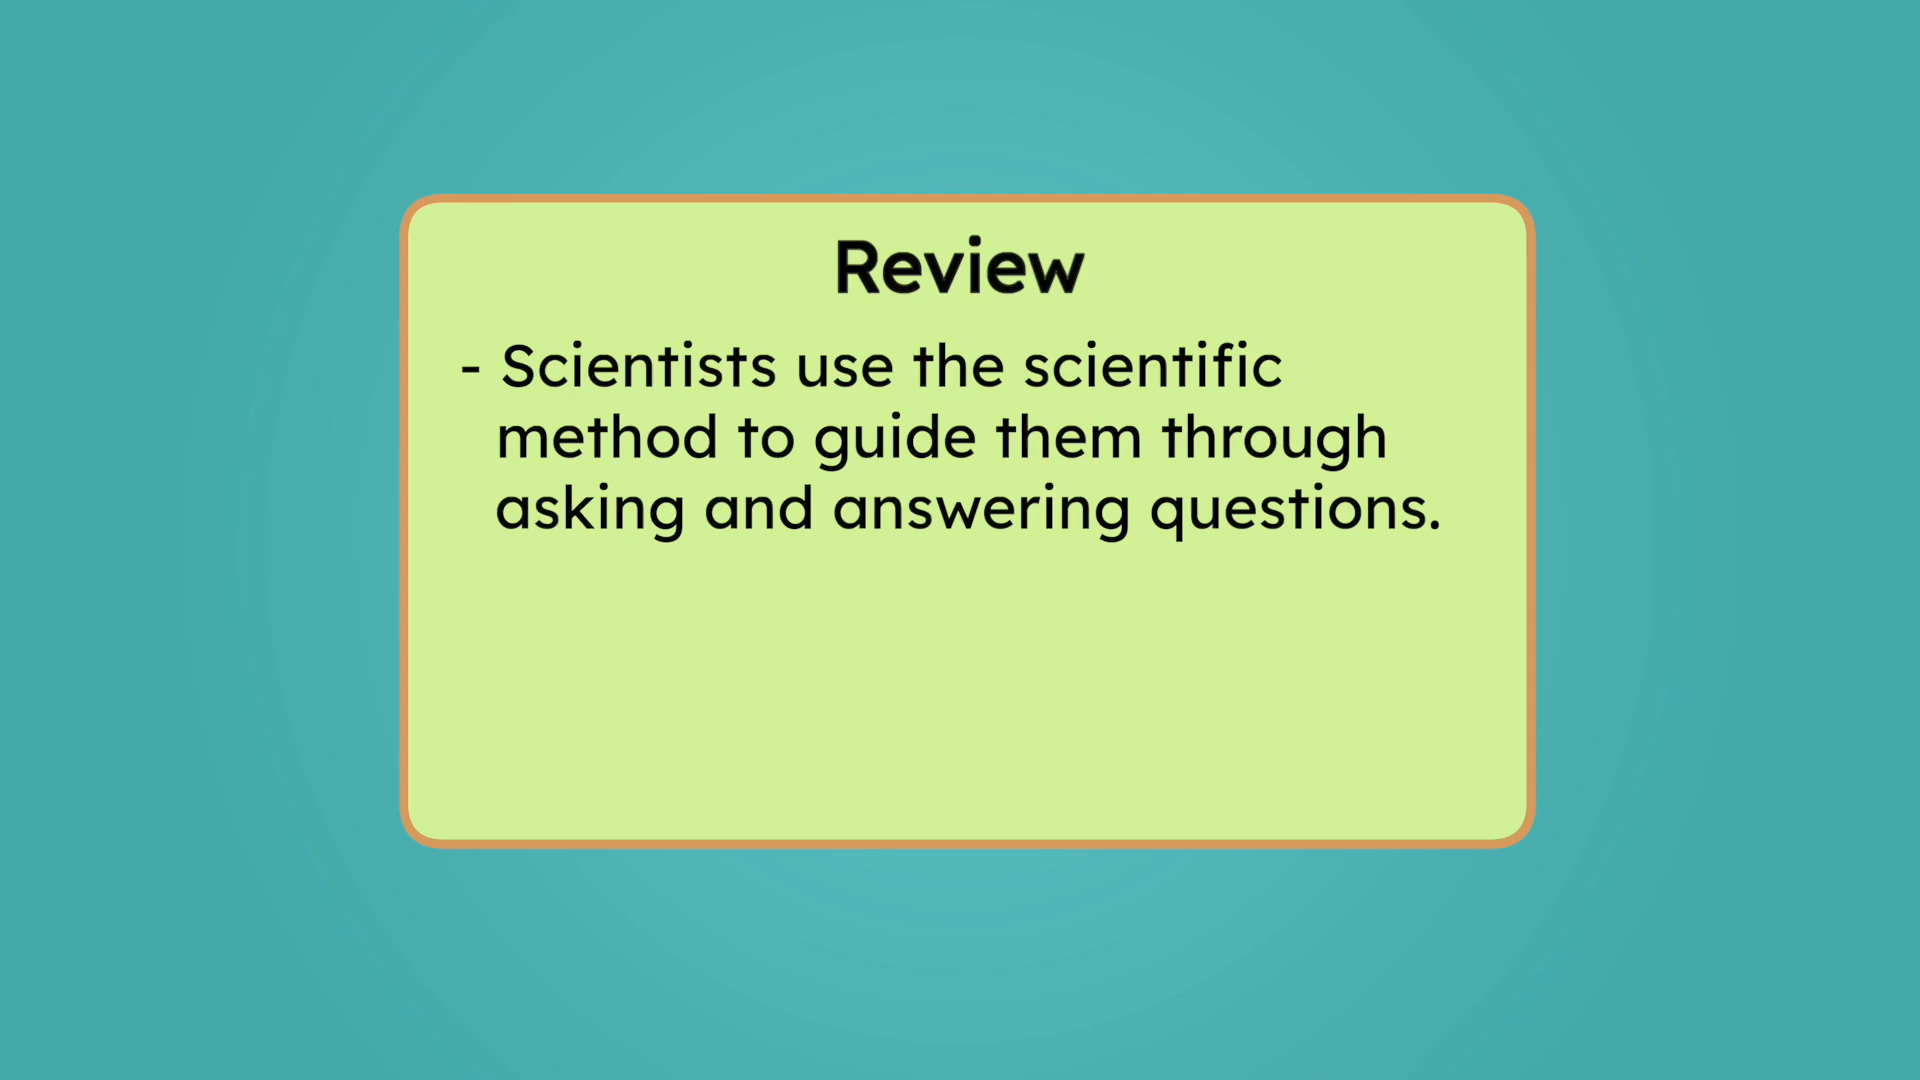 Review
- Scientists use the scientific
method to guide them through
asking and answering questions.